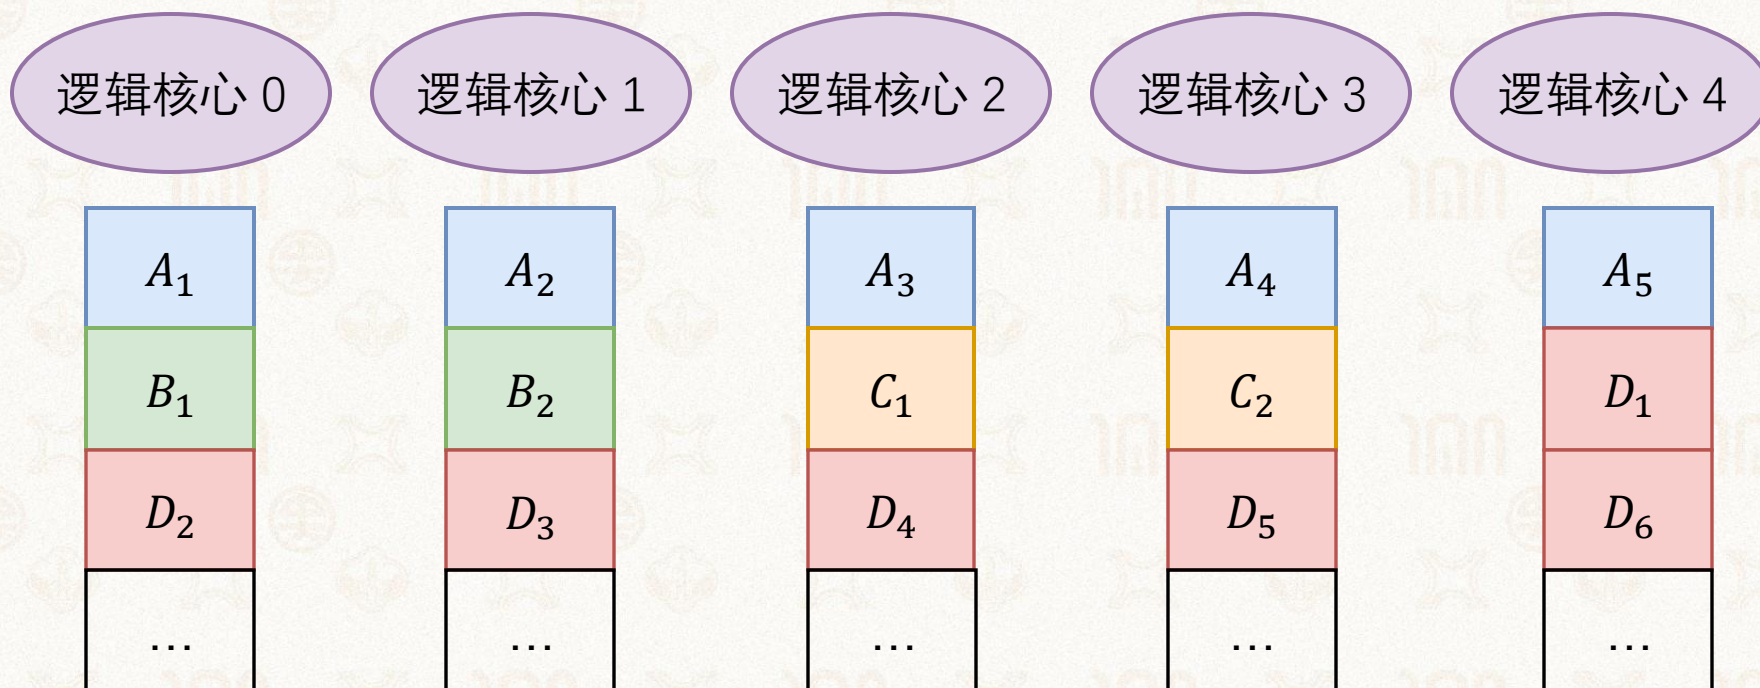 逻辑核心 0 逻辑核心 1 逻辑核心 2 逻辑核心 3 逻辑核心 4
A₁ A₂ A₃ A₄ A₅
B₁ B₂ C₁ C₂ D₁
D₂ D₃ D₄ D₅ D₆
… … … … …